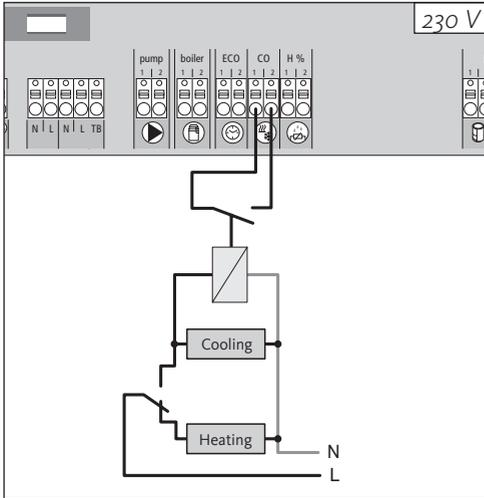 230 V
pump boiler ECO CO H %
1 2 1 2 1 2 1 2 1 2 1
N L N L TB
Cooling
Heating
N
L